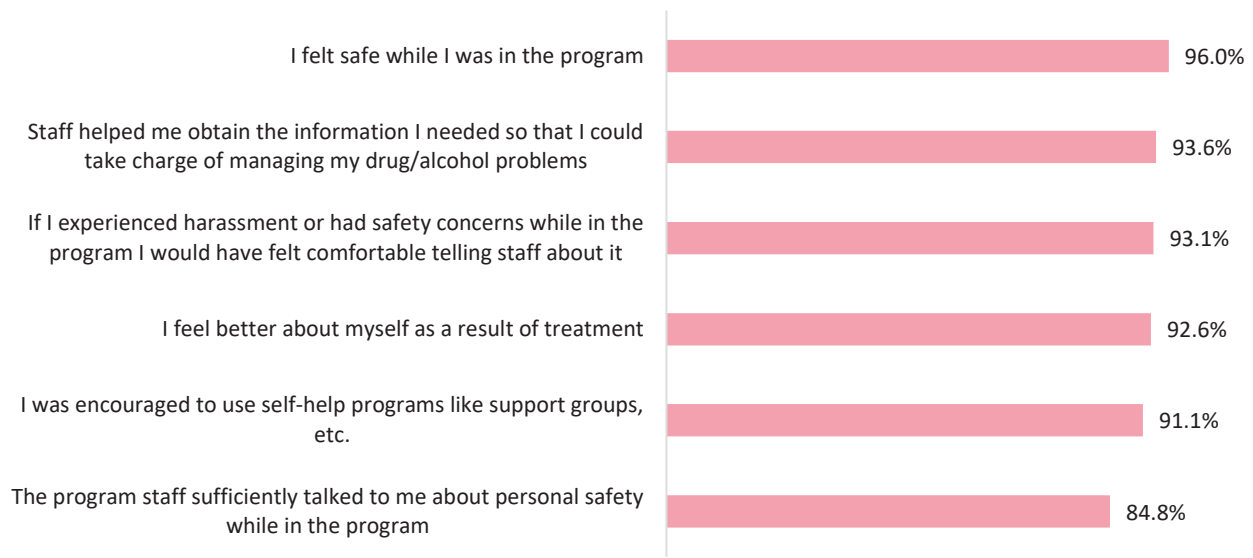 I felt safe while I was in the program
96.0%
Staff helped me obtain the information I needed so that I could
take charge of managing my drug/alcohol problems
93.6%
If I experienced harassment or had safety concerns while in the
program I would have felt comfortable telling staff about it
93.1%
I feel better about myself as a result of treatment
92.6%
I was encouraged to use self-help programs like support groups,
etc.
91.1%
The program staff sufficiently talked to me about personal safety
while in the program
84.8%